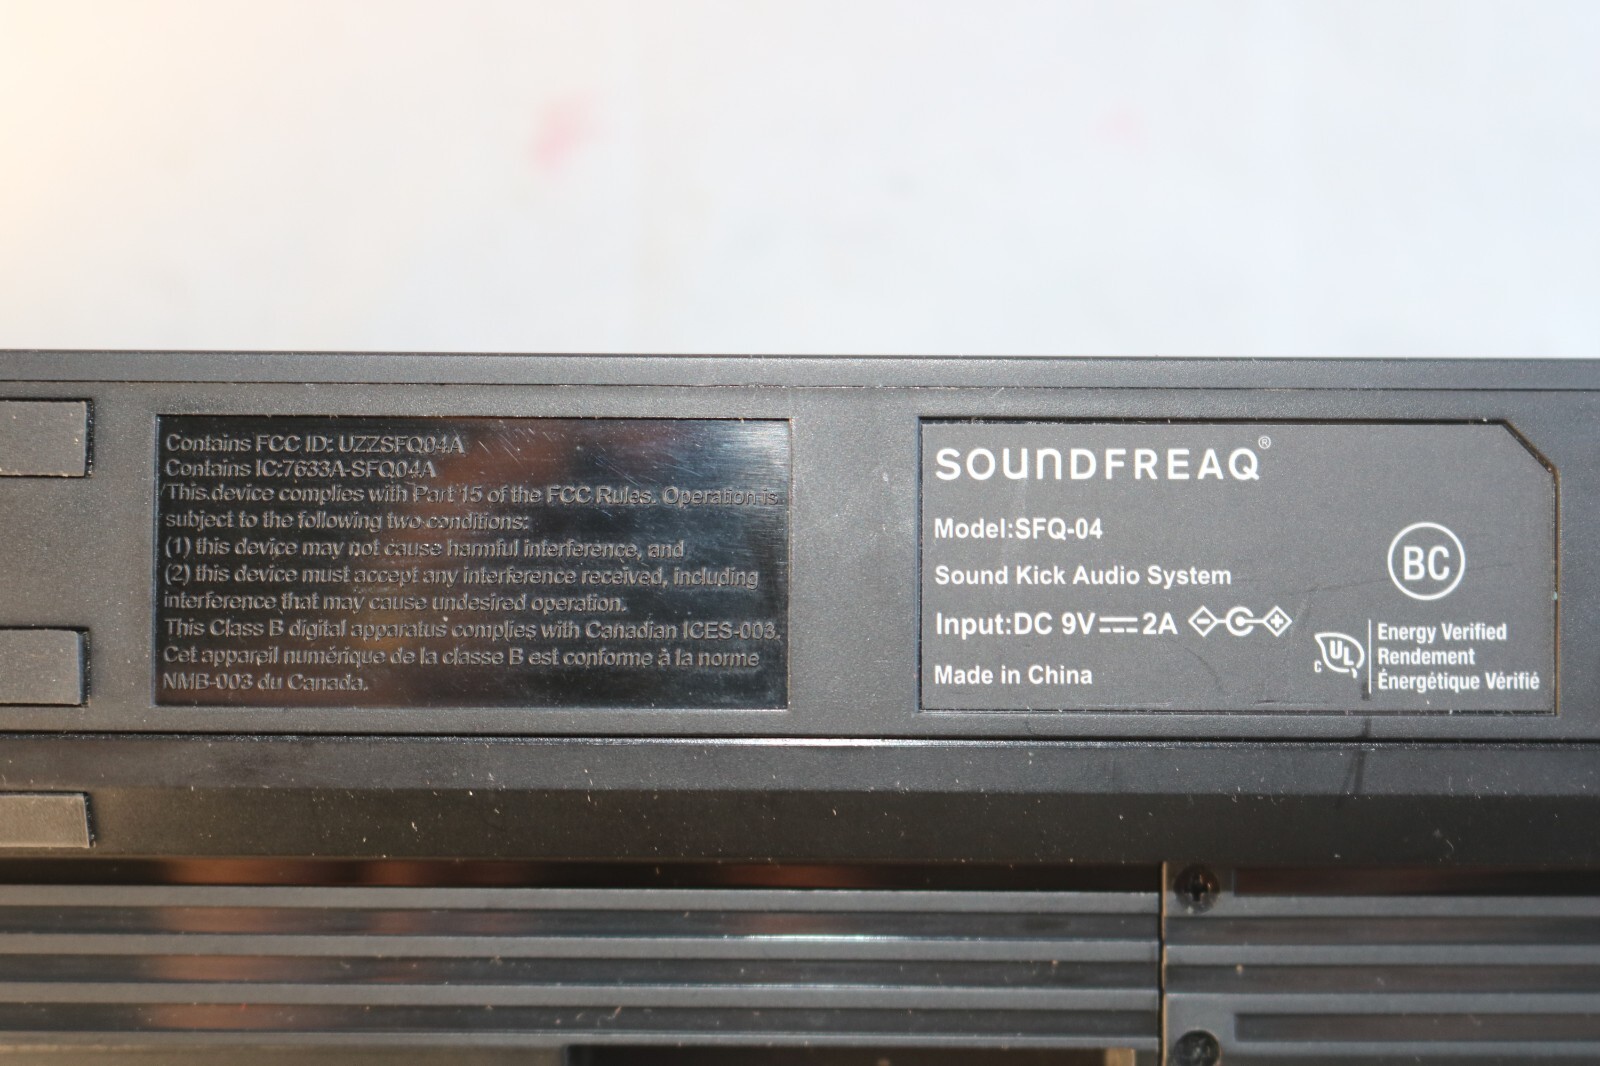 Contains FCC ID: UZZSFQ04A
Contains IC:7633A-SFQ04A
This device complies with Part 15 of the FCC Rules. Operation is
subject to the following two conditions:
(1) this device may not cause harmful interference, and
(2) this device must accept any interference received, including
interference that may cause undesired operation.
This Class B digital apparatus complies with Canadian ICES-003.
Cet appareil numérique de la classe B est conforme à la norme
NMB-003 du Canada.
SOUNDFREAQ®
Model:SFQ-04
Sound Kick Audio System
Input:DC 9V⎓2A
Made in China
BC
c UL
Energy Verified
Rendement
Énergétique Vérifié